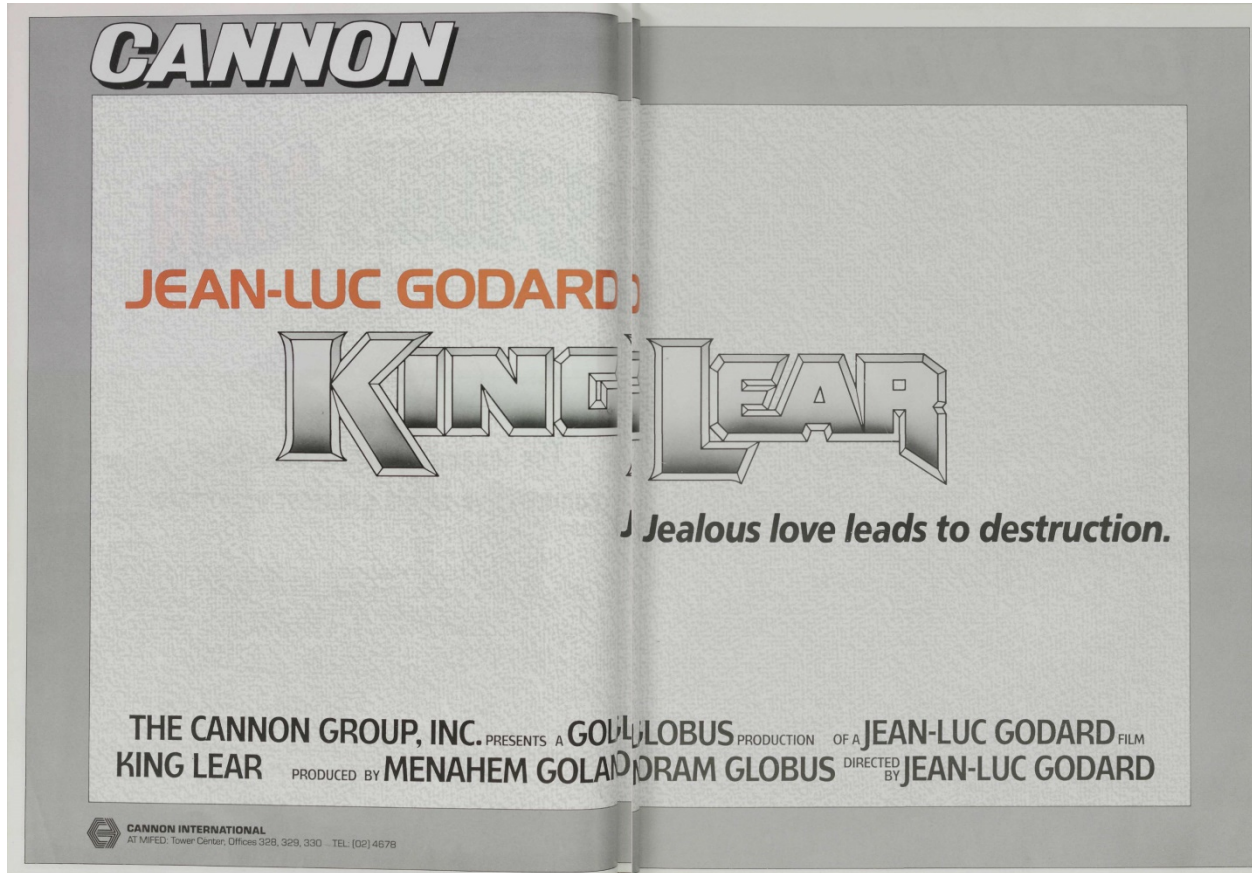 CANNON
JEAN-LUC GODARD
KING LEAR
Jealous love leads to destruction.
THE CANNON GROUP, INC. PRESENTS A GLOBUS PRODUCTION OF A JEAN-LUC GODARD FILM
KING LEAR PRODUCED BY MENAHEM GOLAN YORAM GLOBUS DIRECTED BY JEAN-LUC GODARD
CANNON INTERNATIONAL
AT MIFED: Tower Center, Offices 328, 329, 330 TEL: (02) 4678